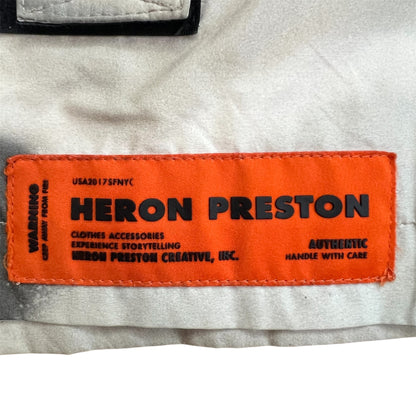 WARNING
KEEP AWAY FROM FIRE
USA2017SFNYC
HERON PRESTON
CLOTHES ACCESSORIES
EXPERIENCE STORYTELLING
HERON PRESTON CREATIVE, INC.
AUTHENTIC
HANDLE WITH CARE